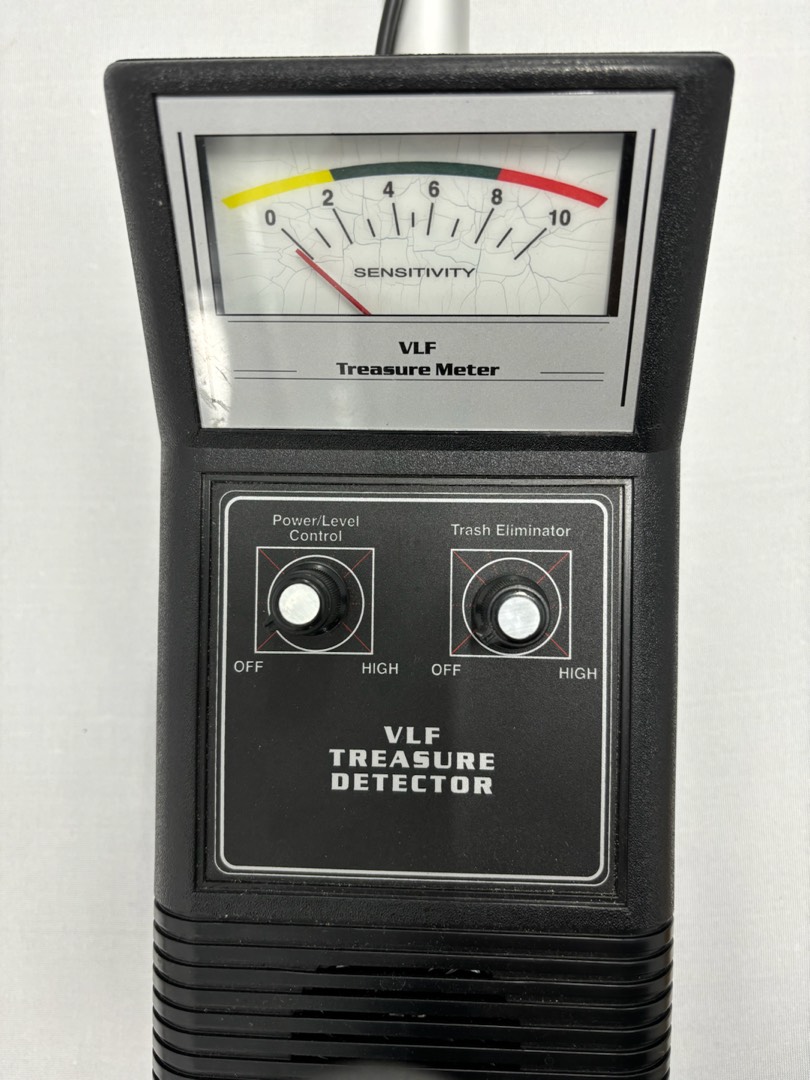 0 2 4 6 8 10
SENSITIVITY
VLF
Treasure Meter
Power/Level
Control
Trash Eliminator
OFF HIGH
OFF HIGH
VLF
TREASURE
DETECTOR